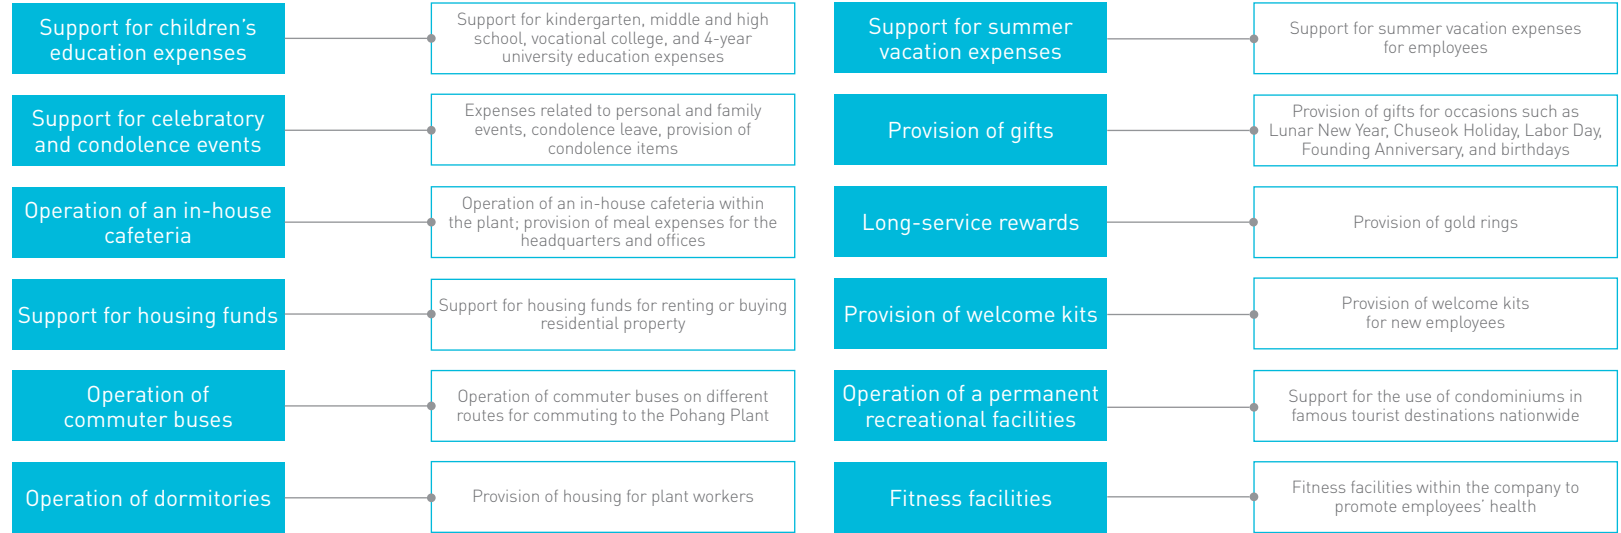 Support for children's
education expenses
Support for kindergarten, middle and high
school, vocational college, and 4-year
university education expenses
Support for celebratory
and condolence events
Expenses related to personal and family
events, condolence leave, provision of
condolence items
Operation of an in-house
cafeteria
Operation of an in-house cafeteria within
the plant; provision of meal expenses for the
headquarters and offices
Support for housing funds
Support for housing funds for renting or buying
residential property
Operation of
commuter buses
Operation of commuter buses on different
routes for commuting to the Pohang Plant
Operation of dormitories
Provision of housing for plant workers
Support for summer
vacation expenses
Support for summer vacation expenses
for employees
Provision of gifts
Provision of gifts for occasions such as
Lunar New Year, Chuseok Holiday, Labor Day,
Founding Anniversary, and birthdays
Long-service rewards
Provision of gold rings
Provision of welcome kits
Provision of welcome kits
for new employees
Operation of a permanent
recreational facilities
Support for the use of condominiums in
famous tourist destinations nationwide
Fitness facilities
Fitness facilities within the company to
promote employees' health